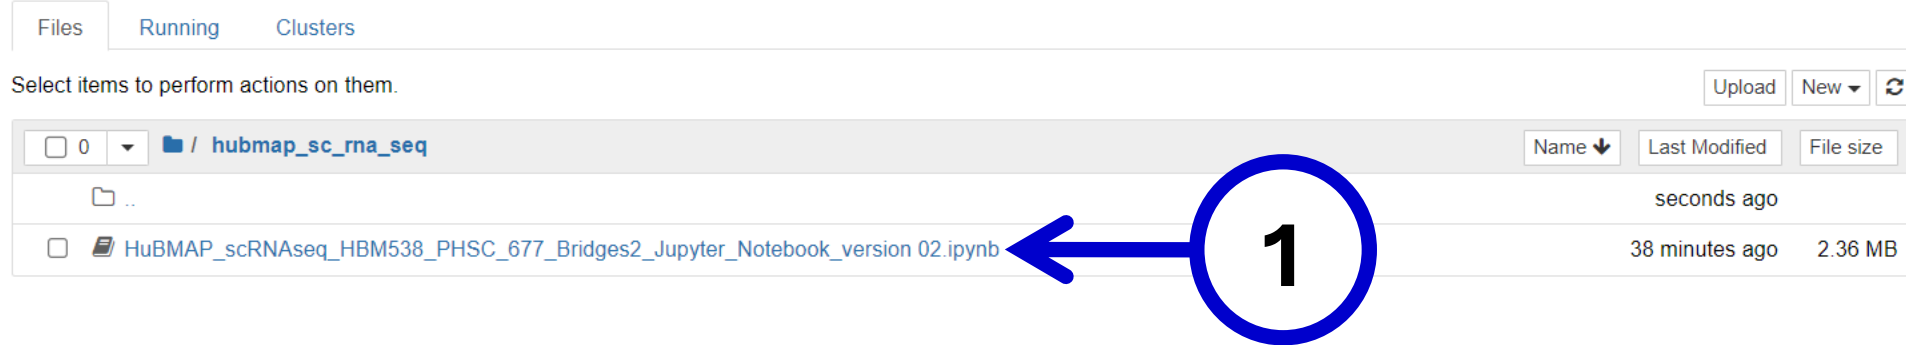 Files Running Clusters
Select items to perform actions on them.
Upload New
0 / hubmap_sc_rna_seq Name Last Modified File size
.. seconds ago
HuBMAP_scRNAseq_HBM538_PHSC_677_Bridges2_Jupyter_Notebook_version 02.ipynb 38 minutes ago 2.36 MB
1